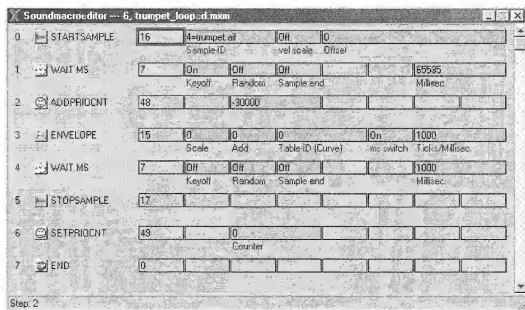 Soundmacroeditor --- 6, trumpet_loop.d.mxm
0 STARTSAMPLE 16 4=trumpet.aif Off 0
Sample-ID vel scale Offset
1 WAIT MS 7 On Off Off 65535
Keyoff Random Sample end Millisec.
2 ADDPRIOCNT 48 -30000
3 ENVELOPE 15 0 0 0 On 1000
Scale Add Table-ID (Curve) ms switch Ticks/Millisec.
4 WAIT MS 7 Off Off Off 1000
Keyoff Random Sample end Millisec.
5 STOPSAMPLE 17
6 SETPRIOCNT 49 0
Counter
7 END 0
Step: 2